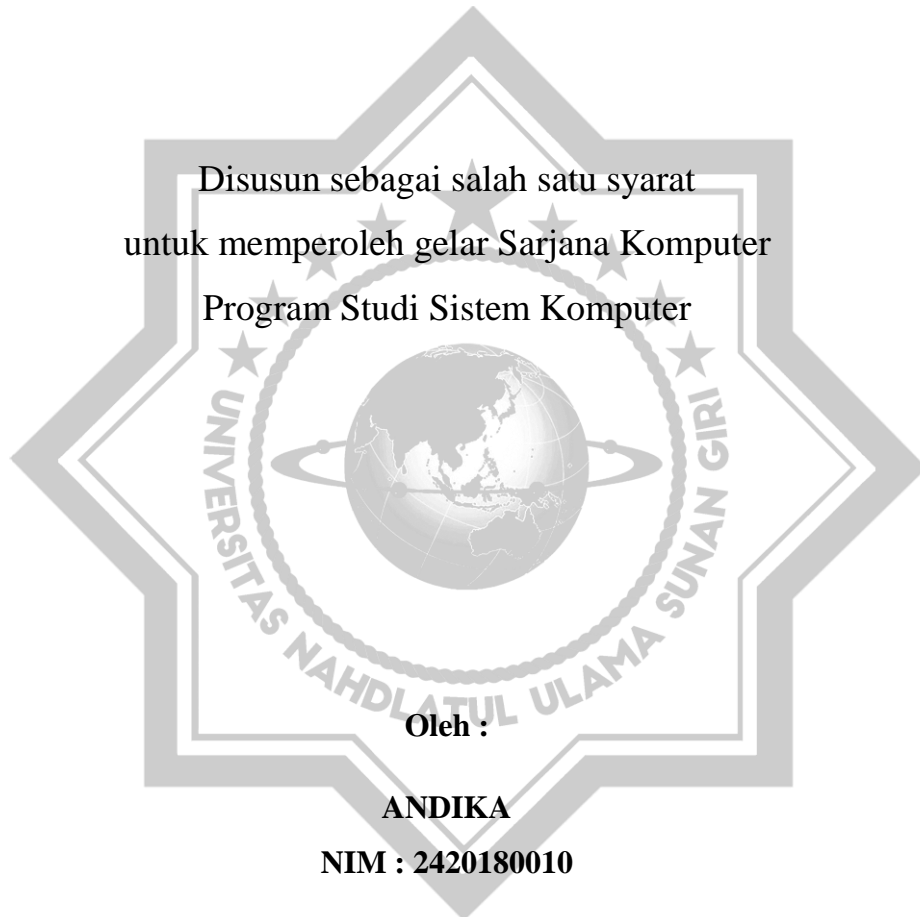 Disusun sebagai salah satu syarat
untuk memperoleh gelar Sarjana Komputer
Program Studi Sistem Komputer
UNIVERSITAS NAHDLATUL ULAMA SUNAN GIRI
Oleh :
ANDIKA
NIM : 2420180010